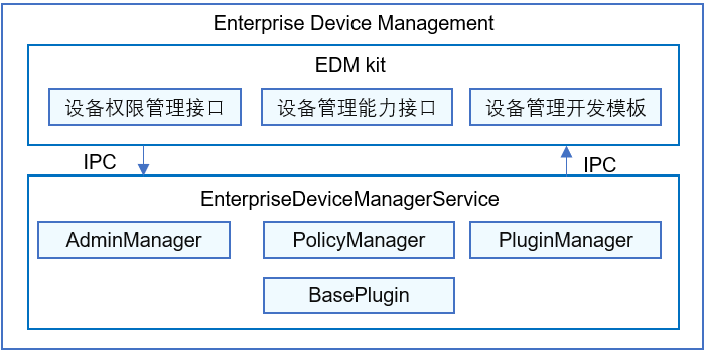 Enterprise Device Management
EDM kit
设备权限管理接口
设备管理能力接口
设备管理开发模板
IPC
IPC
EnterpriseDeviceManagerService
AdminManager
PolicyManager
PluginManager
BasePlugin